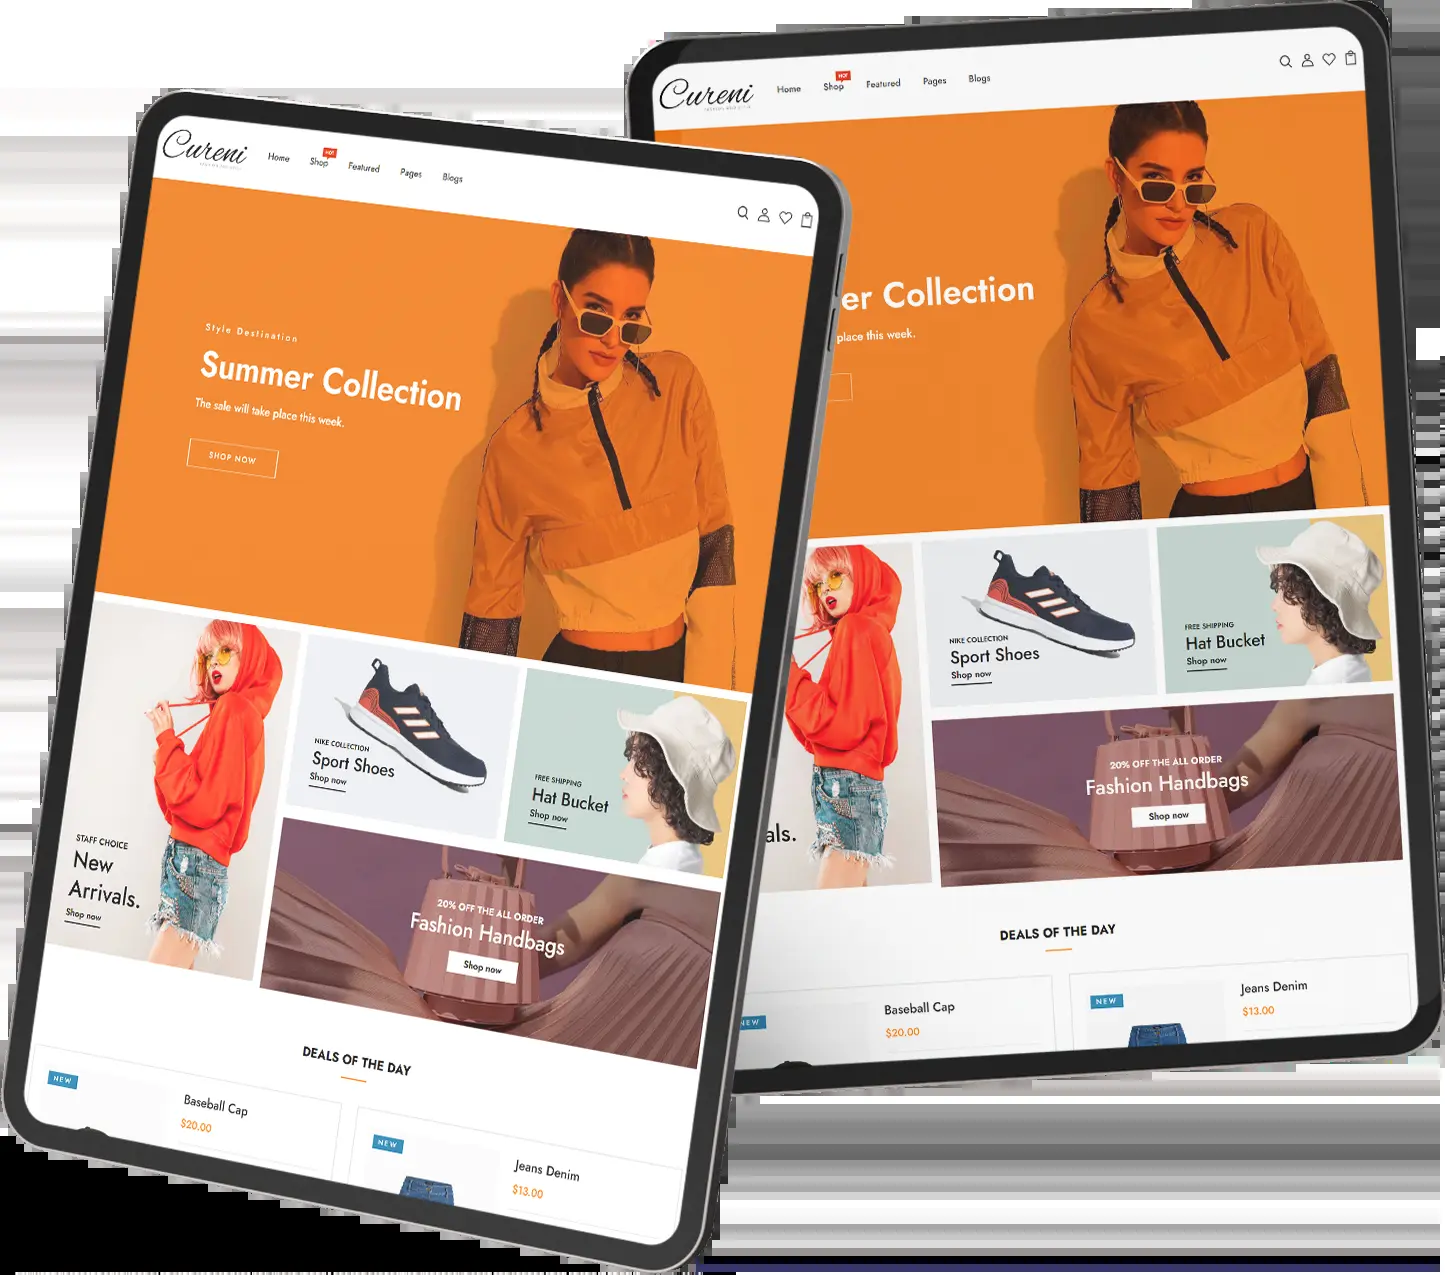 Cureni
Home
Shop
HOT
Featured
Pages
Blogs
Style Destination
Summer Collection
The sale will take place this week.
SHOP NOW
STAFF CHOICE
New
Arrivals.
Shop now
NIKE COLLECTION
Sport Shoes
Shop now
FREE SHIPPING
Hat Bucket
Shop now
20% OFF THE ALL ORDER
Fashion Handbags
Shop now
DEALS OF THE DAY
NEW
Baseball Cap
$20.00
NEW
Jeans Denim
$13.00
Cureni
Home
Shop
HOT
Featured
Pages
Blogs
er Collection
place this week.
als.
NIKE COLLECTION
Sport Shoes
Shop now
FREE SHIPPING
Hat Bucket
Shop now
20% OFF THE ALL ORDER
Fashion Handbags
Shop now
DEALS OF THE DAY
NEW
Baseball Cap
$20.00
NEW
Jeans Denim
$13.00